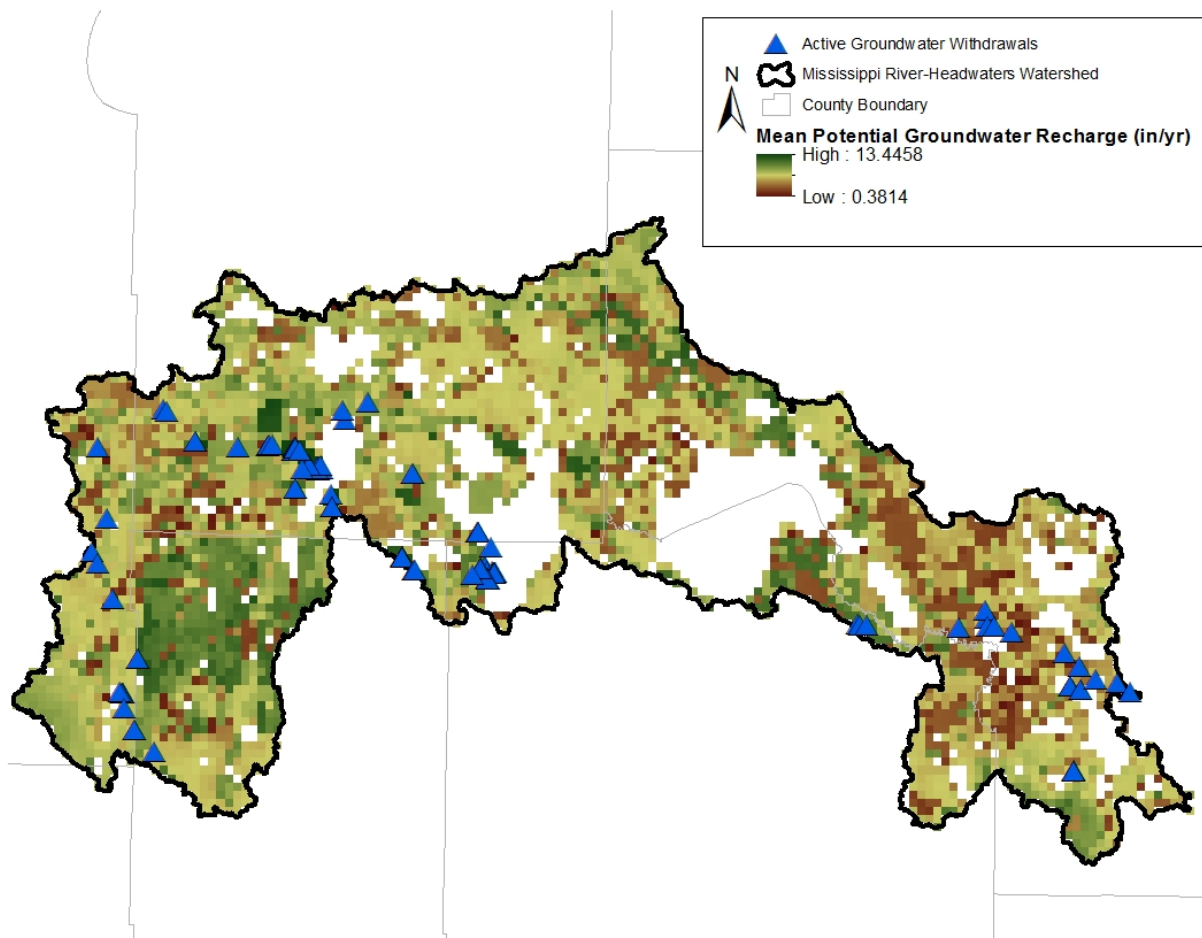 Active Groundwater Withdrawals
N
Mississippi River-Headwaters Watershed
County Boundary
Mean Potential Groundwater Recharge (in/yr)
High : 13.4458
Low : 0.3814